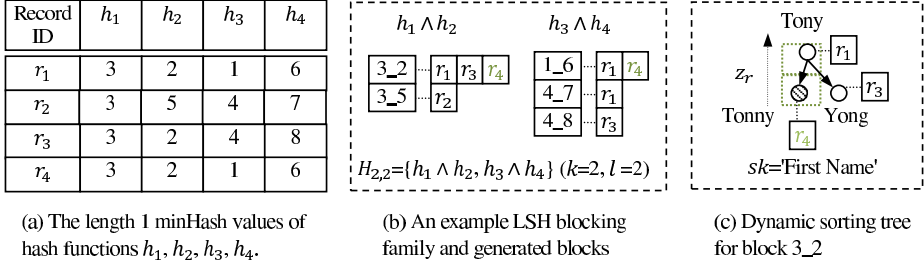 Record ID h₁ h₂ h₃ h₄
r₁ 3 2 1 6
r₂ 3 5 4 7
r₃ 3 2 4 8
r₄ 3 2 1 6
(a) The length 1 minHash values of
hash functions h₁, h₂, h₃, h₄.
h₁ ∧ h₂
3_2 r₁ r₃ r₄
3_5 r₂
h₃ ∧ h₄
1_6 r₁ r₄
4_7 r₁
4_8 r₃
H₂,₂={h₁ ∧ h₂, h₃ ∧ h₄} (k=2, l =2)
(b) An example LSH blocking
family and generated blocks
Tony
r₁
z_r
r₃
Tonny Yong
r₄
sk='First Name'
(c) Dynamic sorting tree
for block 3_2